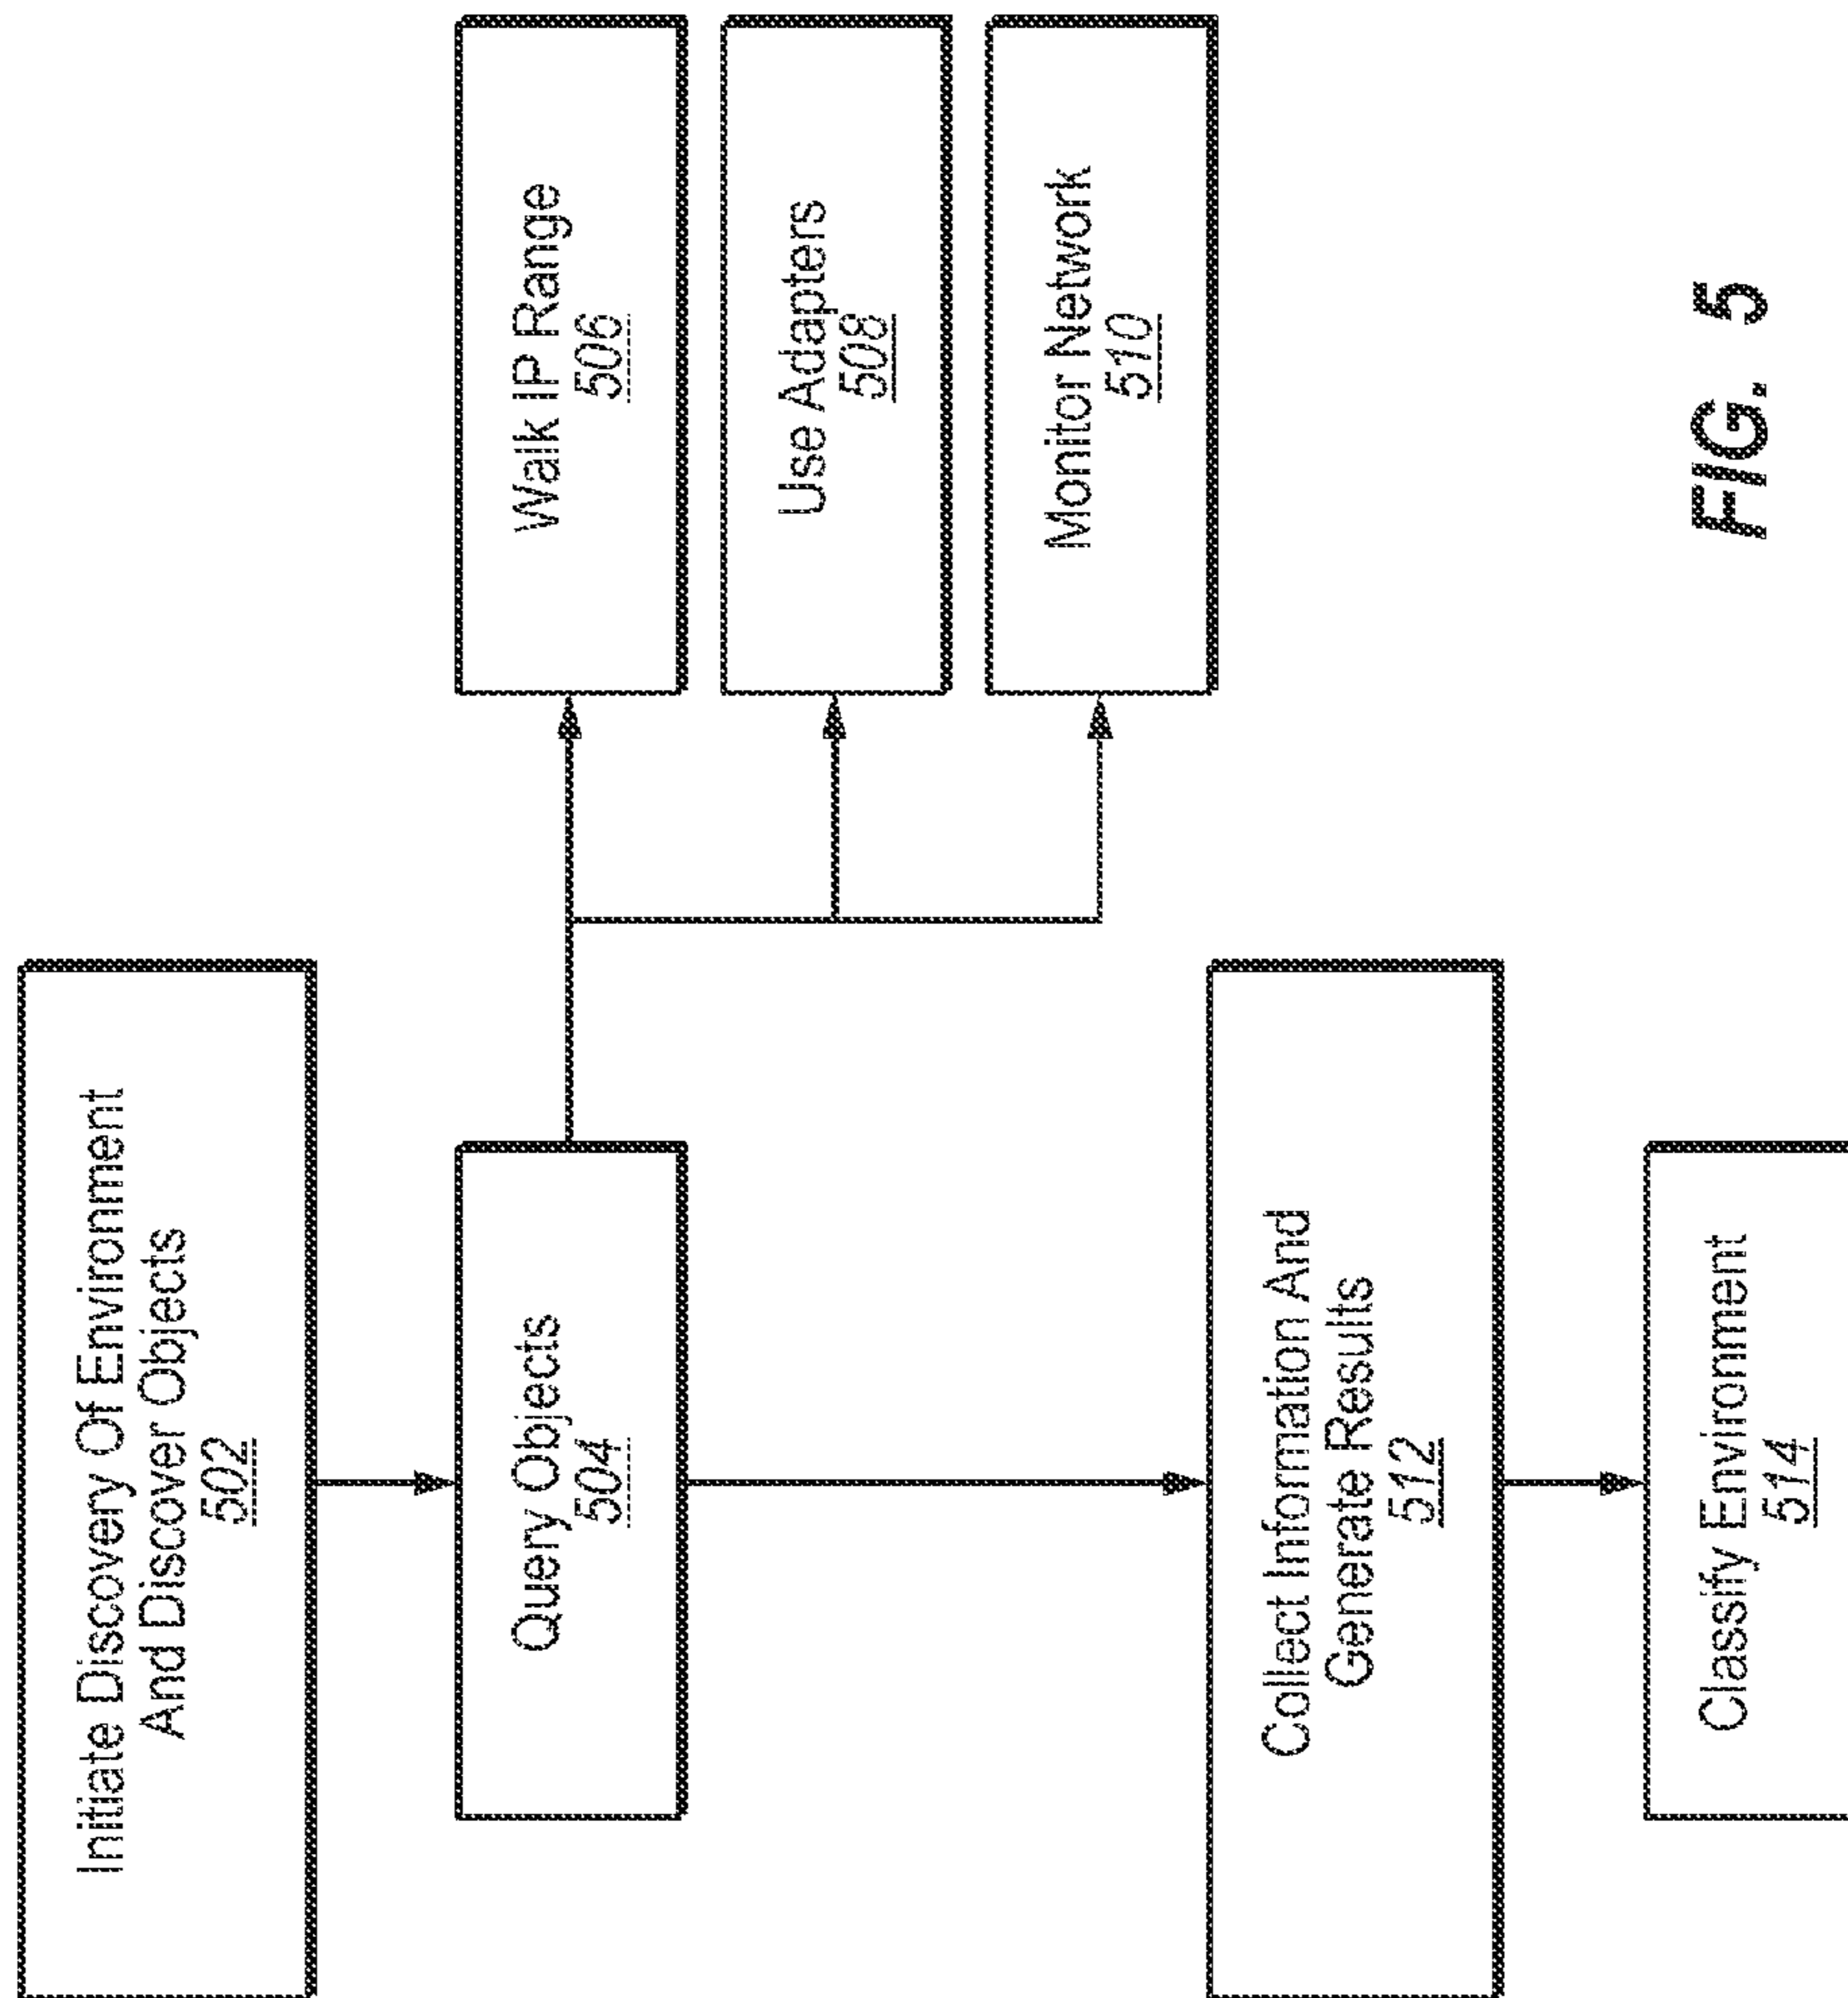 Initiate Discovery Of Environment
And Discover Objects
502
Query Objects
504
Walk IP Range
506
Use Adapters
508
Monitor Network
510
Collect Information And
Generate Results
512
Classify Environment
514
FIG. 5